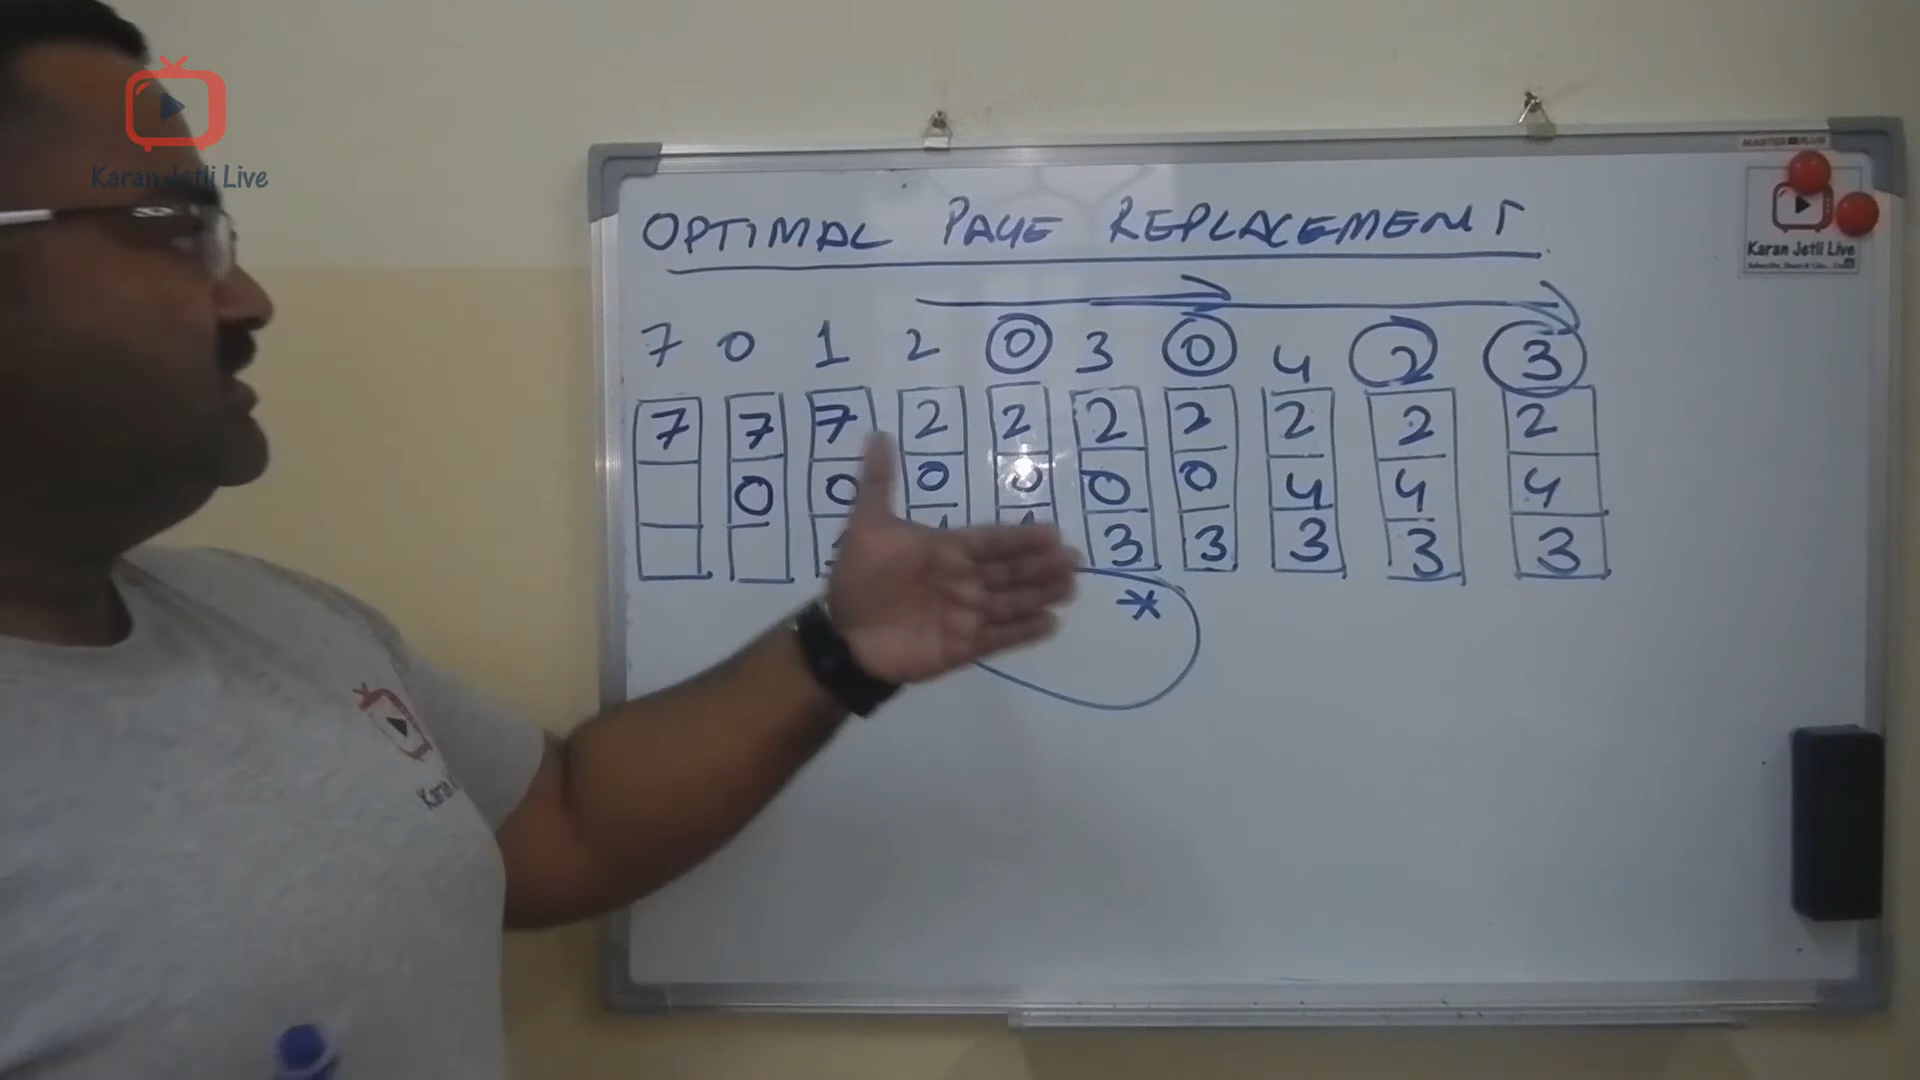 Karan Jetli Live
MASTER PLUG
OPTIMAL PAGE REPLACEMENT
Karan Jetli Live
7 0 1 2 0 3 0 4 2 3
7 7 7 2 2 2 2 2 2 2
0 0 0 0 0 0 4 4 4
3 3 3 3 3
*